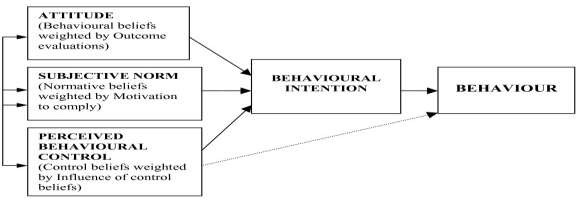 ATTITUDE
(Behavioural beliefs
weighted by Outcome
evaluations)
SUBJECTIVE NORM
(Normative beliefs
weighted by Motivation
to comply)
PERCEIVED
BEHAVIOURAL
CONTROL
(Control beliefs weighted
by Influence of control
beliefs)
BEHAVIOURAL
INTENTION
BEHAVIOUR